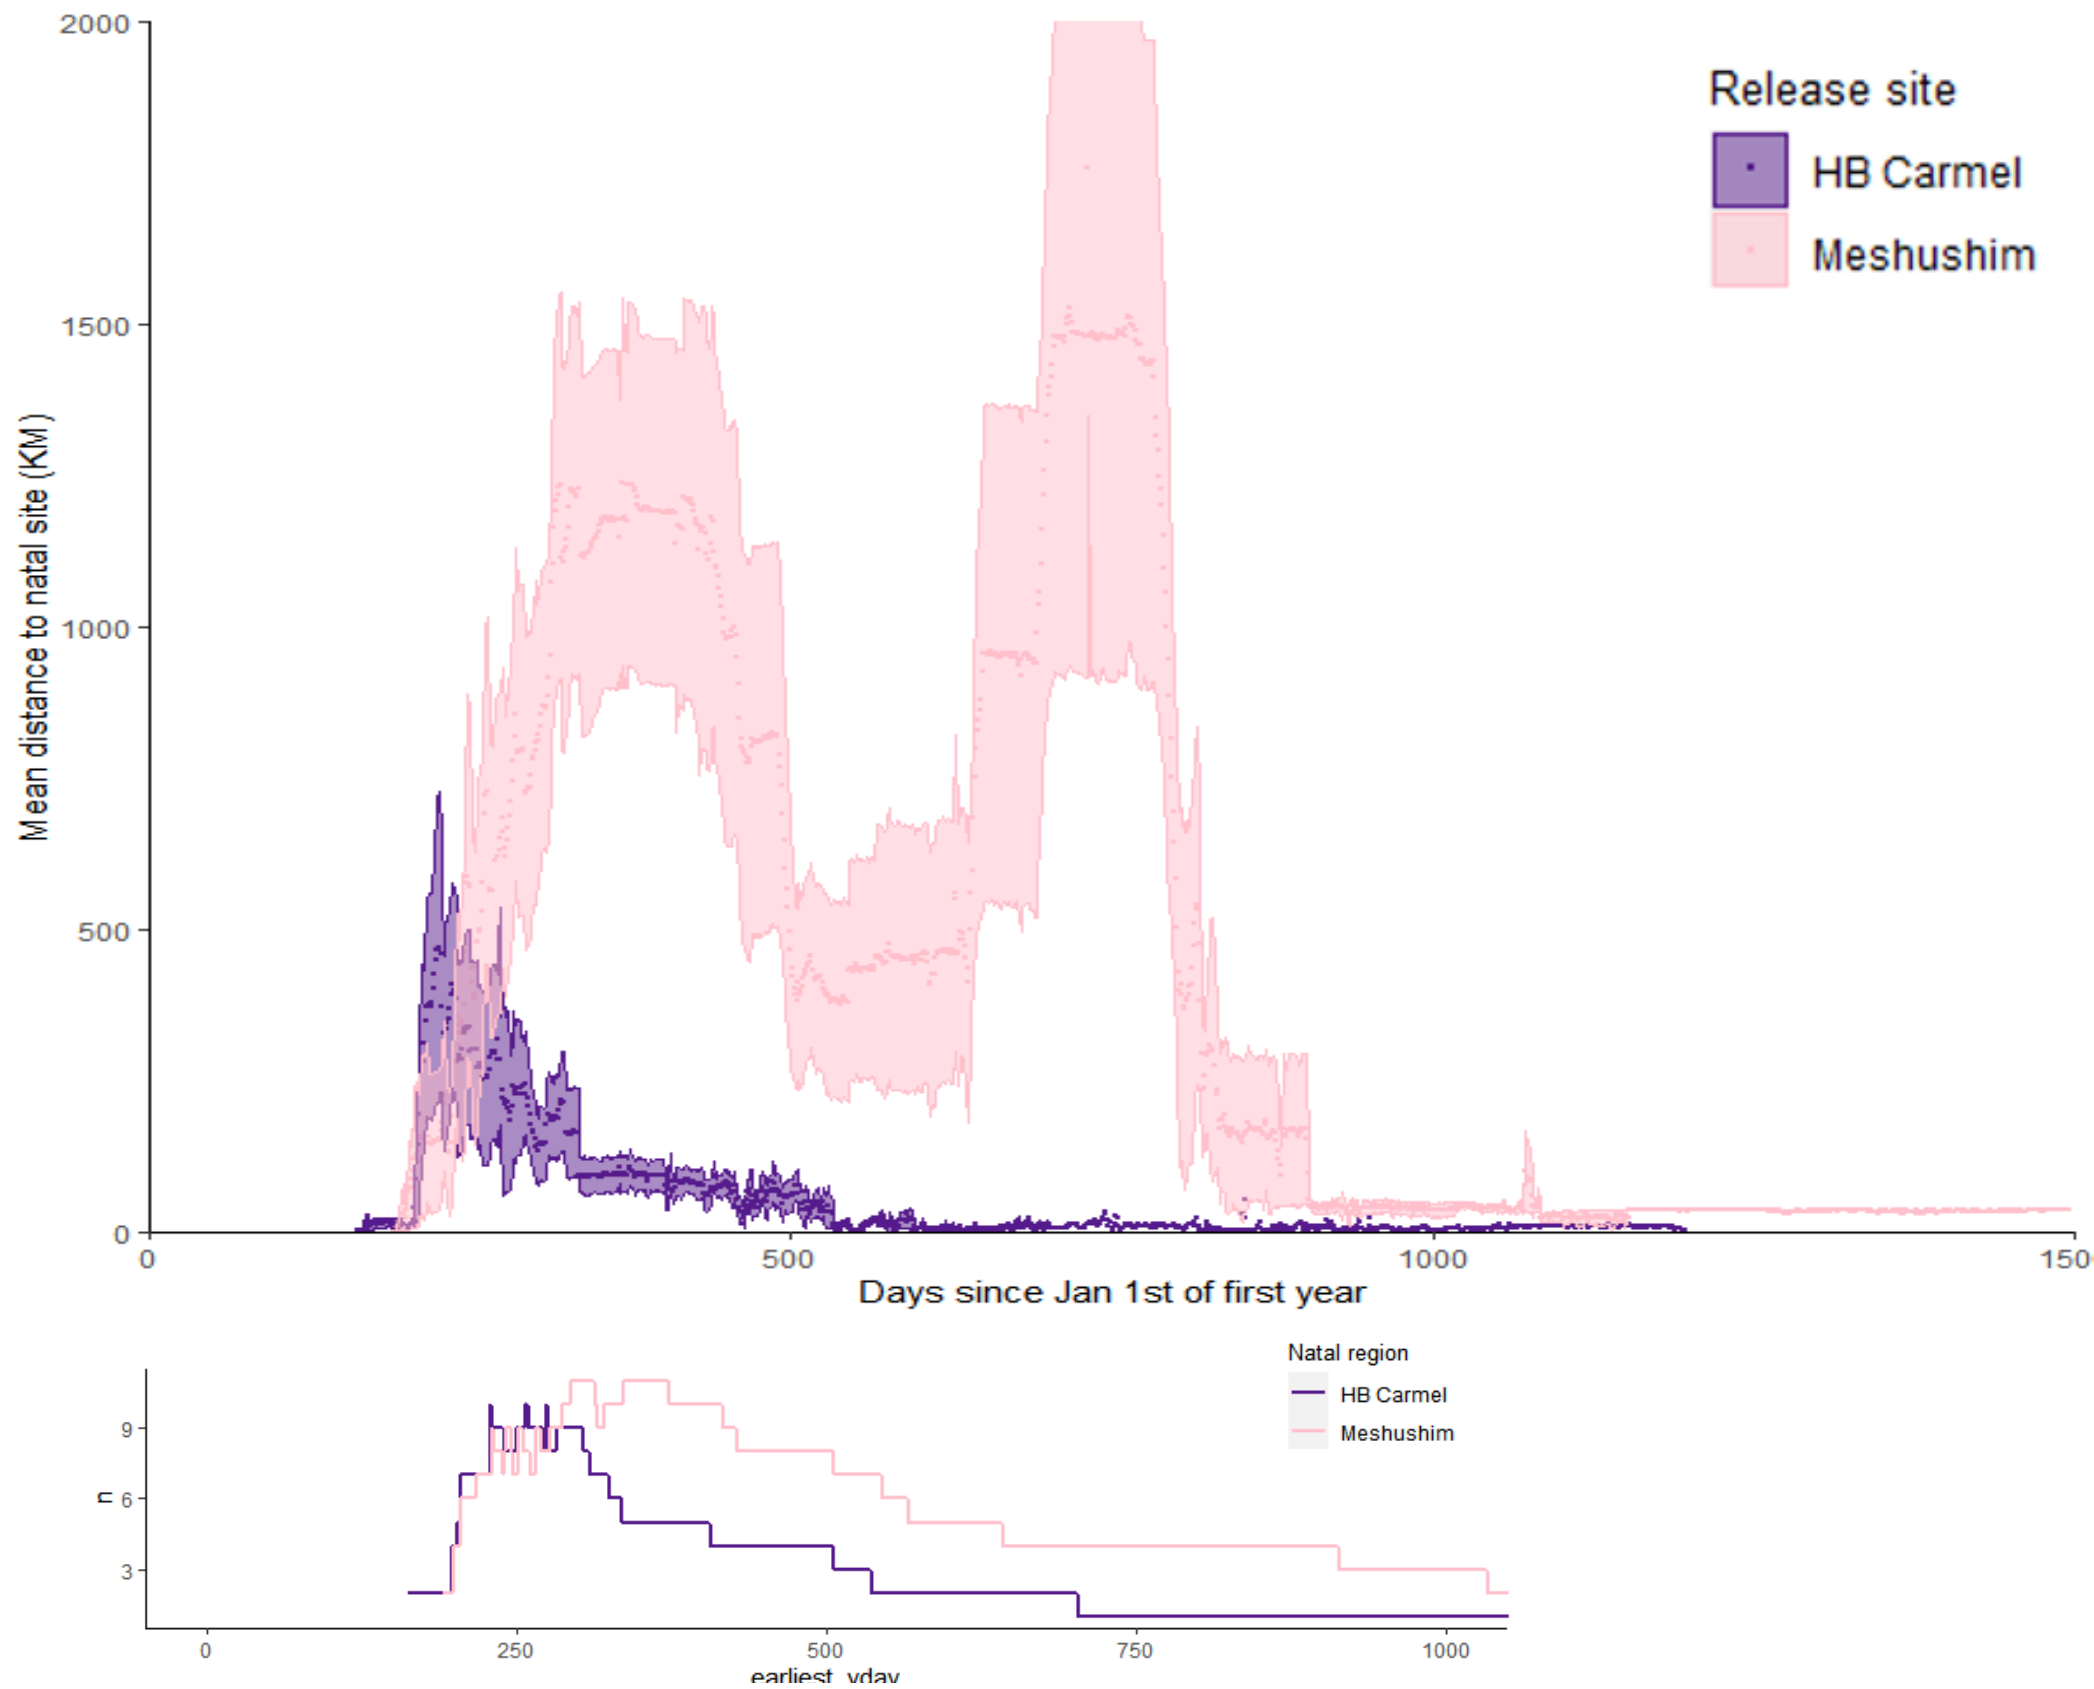 2000
1500
1000
500
0
Mean distance to natal site (KM)
0 500 1000 150
Days since Jan 1st of first year
Release site
HB Carmel
Meshushim
Natal region
HB Carmel
Meshushim
9
6
3
n
0 250 500 750 1000
earliest_yday